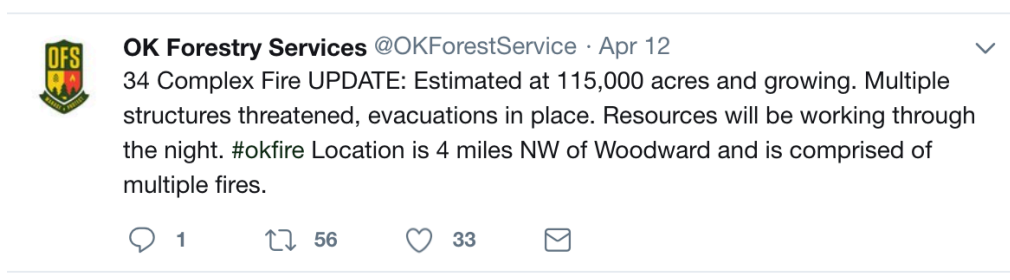 OFS
OK Forestry Services @OKForestService · Apr 12
34 Complex Fire UPDATE: Estimated at 115,000 acres and growing. Multiple
structures threatened, evacuations in place. Resources will be working through
the night. #okfire Location is 4 miles NW of Woodward and is comprised of
multiple fires.
1 56 33